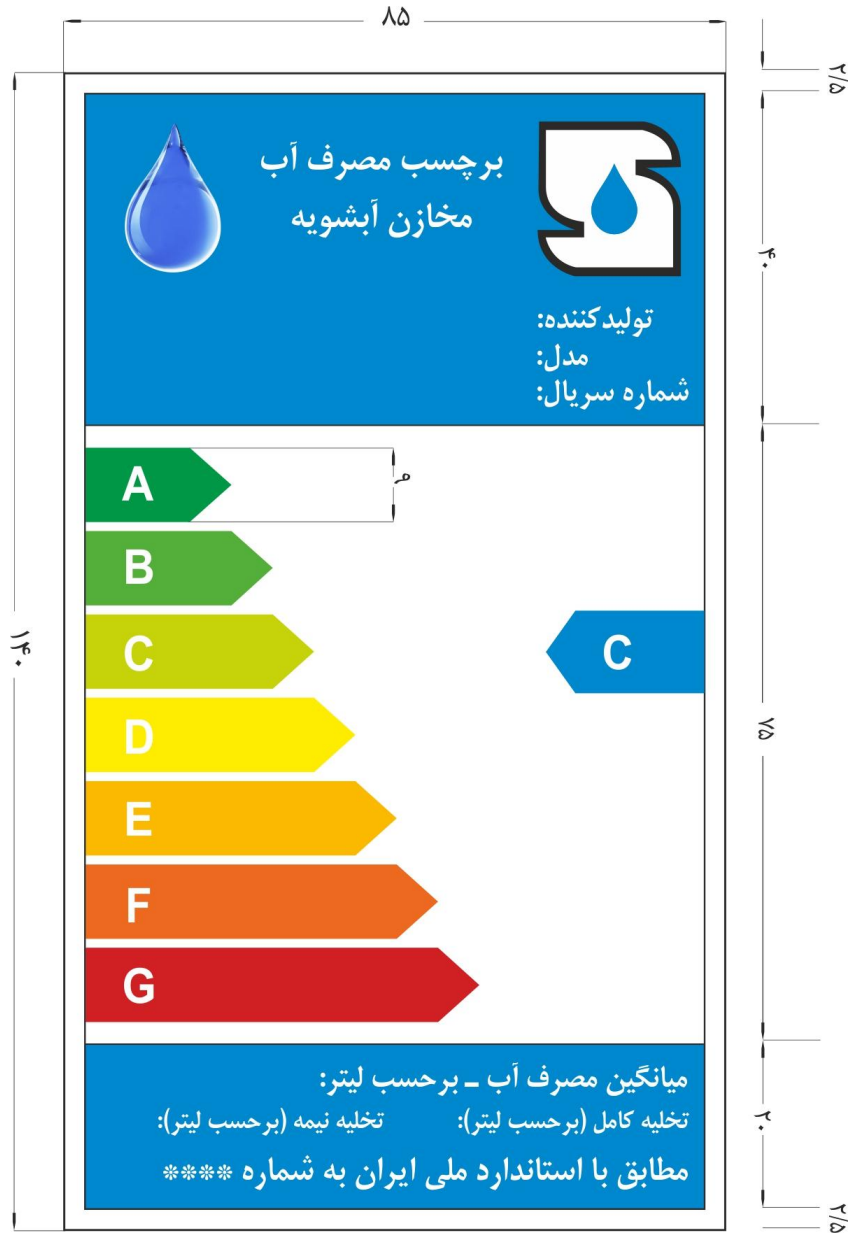 ۸۵
۲/۵
برچسب مصرف آب
مخازن آبشویه
۴۰
تولیدکننده:
مدل:
شماره سریال:
A
۹
B
C
C
۱۴۰
D
۷۵
E
F
G
میانگین مصرف آب ـ برحسب لیتر:
تخلیه کامل (برحسب لیتر): تخلیه نیمه (برحسب لیتر):
۲۰
مطابق با استاندارد ملی ایران به شماره ****
۲/۵